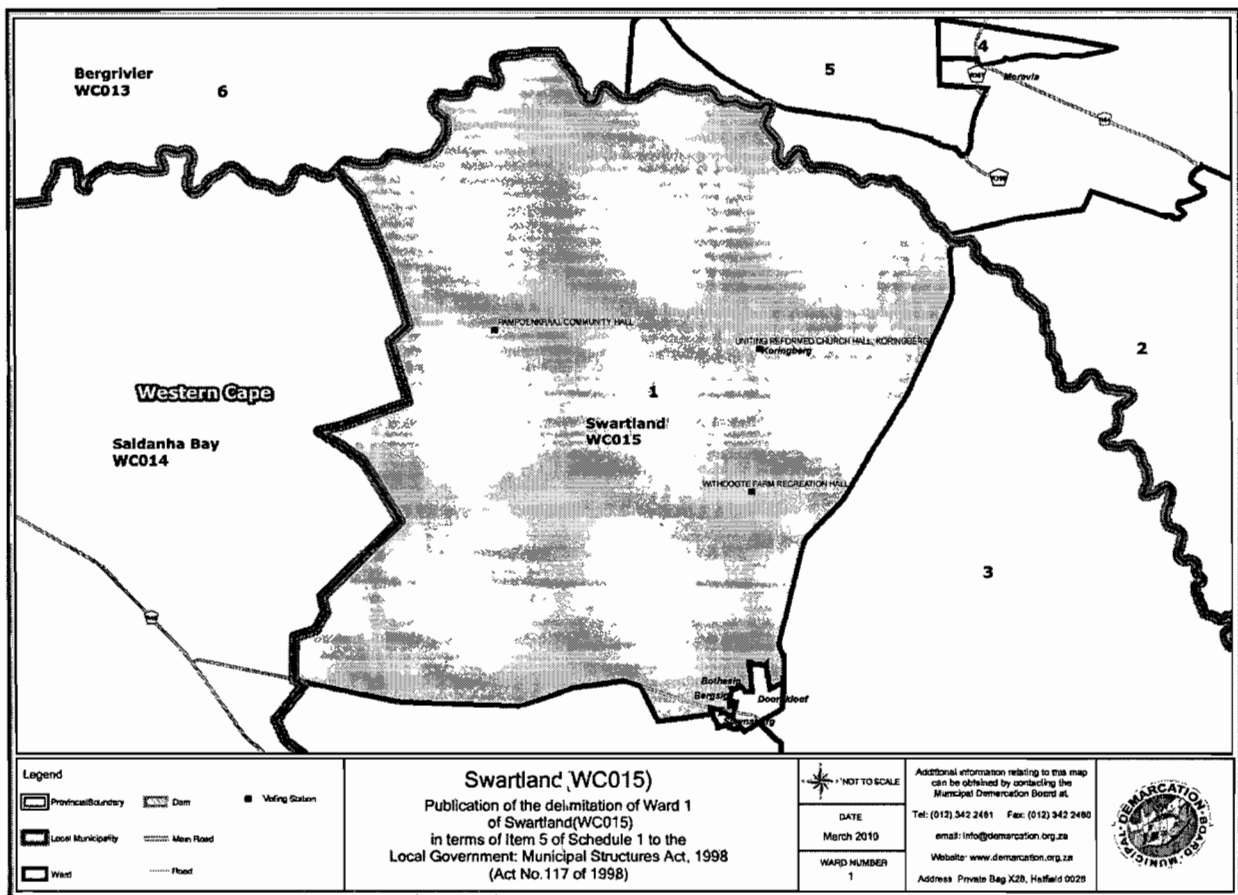 Bergrivier
WC013
6
5
4
Moravia
PAMPOENKRAAL COMMUNITY HALL
UNITING REFORMED CHURCH HALL, KORINGBERG
Koringberg
2
Western Cape
1
Swartland
WC015
Saldanha Bay
WC014
WITHOOGTE FARM RECREATION HALL
3
Bothasig
Bergsig
Doornkloof
Legend
ProvincialBoundary
Dam
Voting Station
Local Municipality
Main Road
Ward
Road
Swartland (WC015)
Publication of the delimitation of Ward 1
of Swartland(WC015)
in terms of Item 5 of Schedule 1 to the
Local Government: Municipal Structures Act, 1998
(Act No.117 of 1998)
NOT TO SCALE
DATE
March 2010
WARD NUMBER
1
Additional information relating to this map
can be obtained by contacting the
Municipal Demarcation Board at.
Tel: (012) 342 2481 Fax: (012) 342 2480
email: info@demarcation.org.za
Website: www.demarcation.org.za
Address Private Bag X28, Hatfield 0028
MUNICIPAL DEMARCATION BOARD